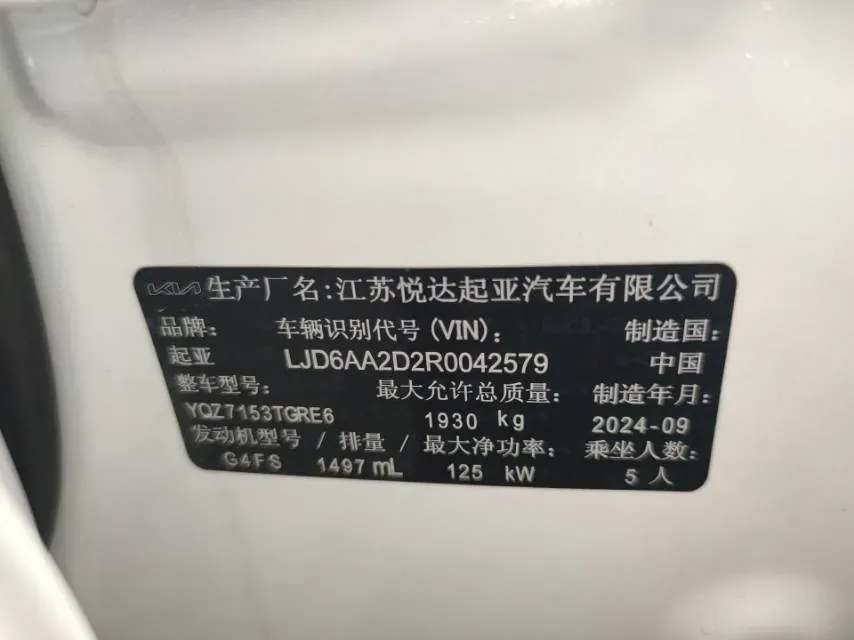 KIA 生产厂名:江苏悦达起亚汽车有限公司
品牌: 车辆识别代号(VIN): 制造国:
起亚 LJD6AA2D2R0042579 中国
整车型号: 最大允许总质量: 制造年月:
YQZ7153TGRE6 1930 kg 2024-09
发动机型号 / 排量 / 最大净功率: 乘坐人数:
G4FS 1497 mL 125 kW 5 人